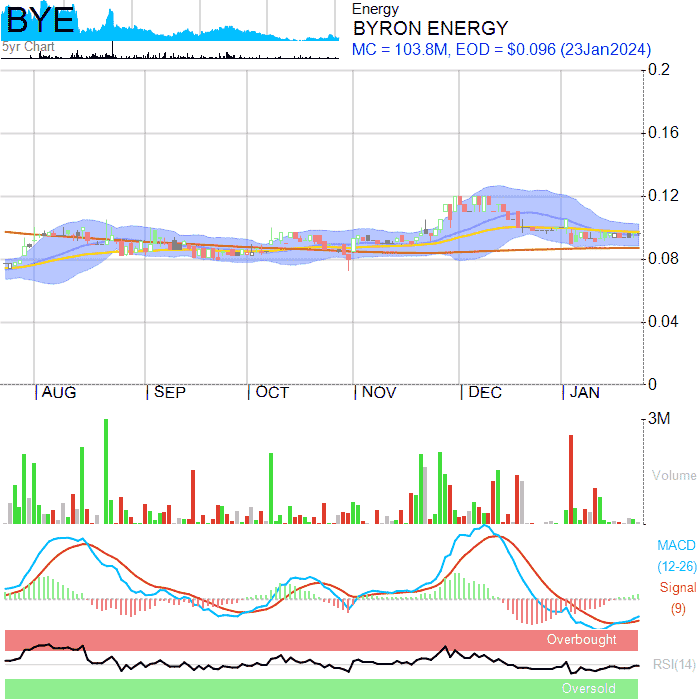 BYE
5yr Chart
Energy
BYRON ENERGY
MC = 103.8M, EOD = $0.096 (23Jan2024)
0.2
0.16
0.12
0.08
0.04
0
AUG SEP OCT NOV DEC JAN
3M
Volume
MACD
(12-26)
Signal
(9)
Overbought
RSI(14)
Oversold